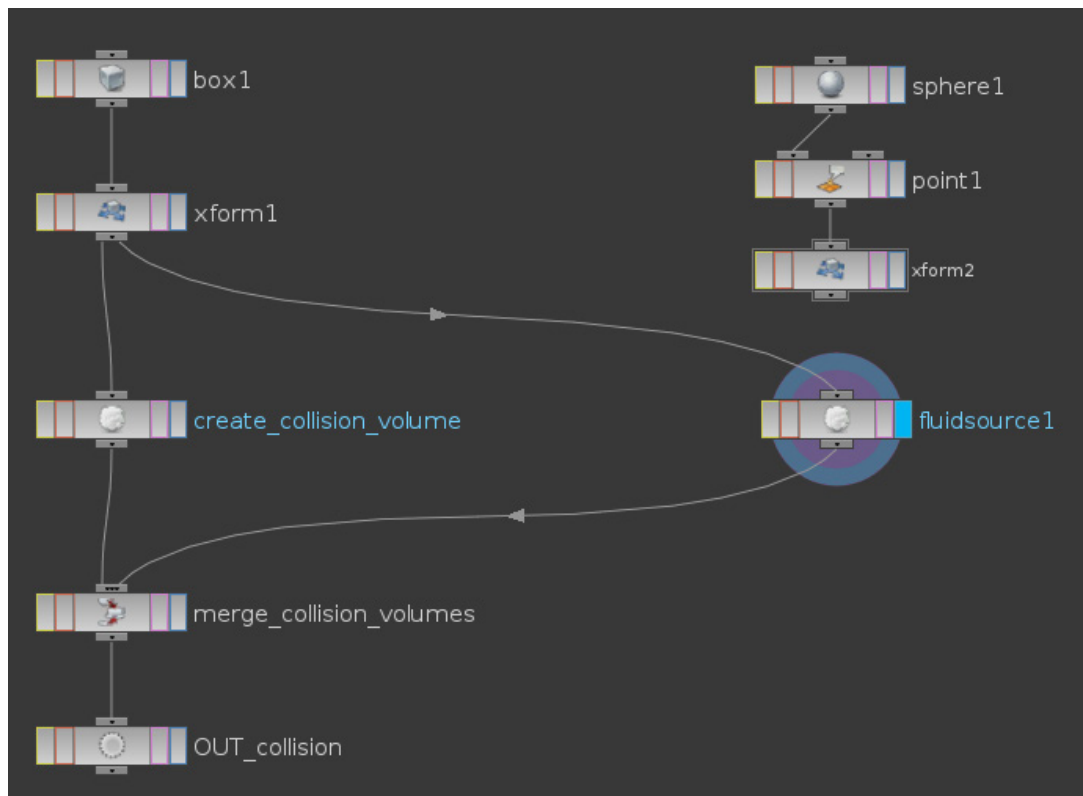 box1
sphere1
point1
xform1
xform2
create_collision_volume
fluidsource1
merge_collision_volumes
OUT_collision